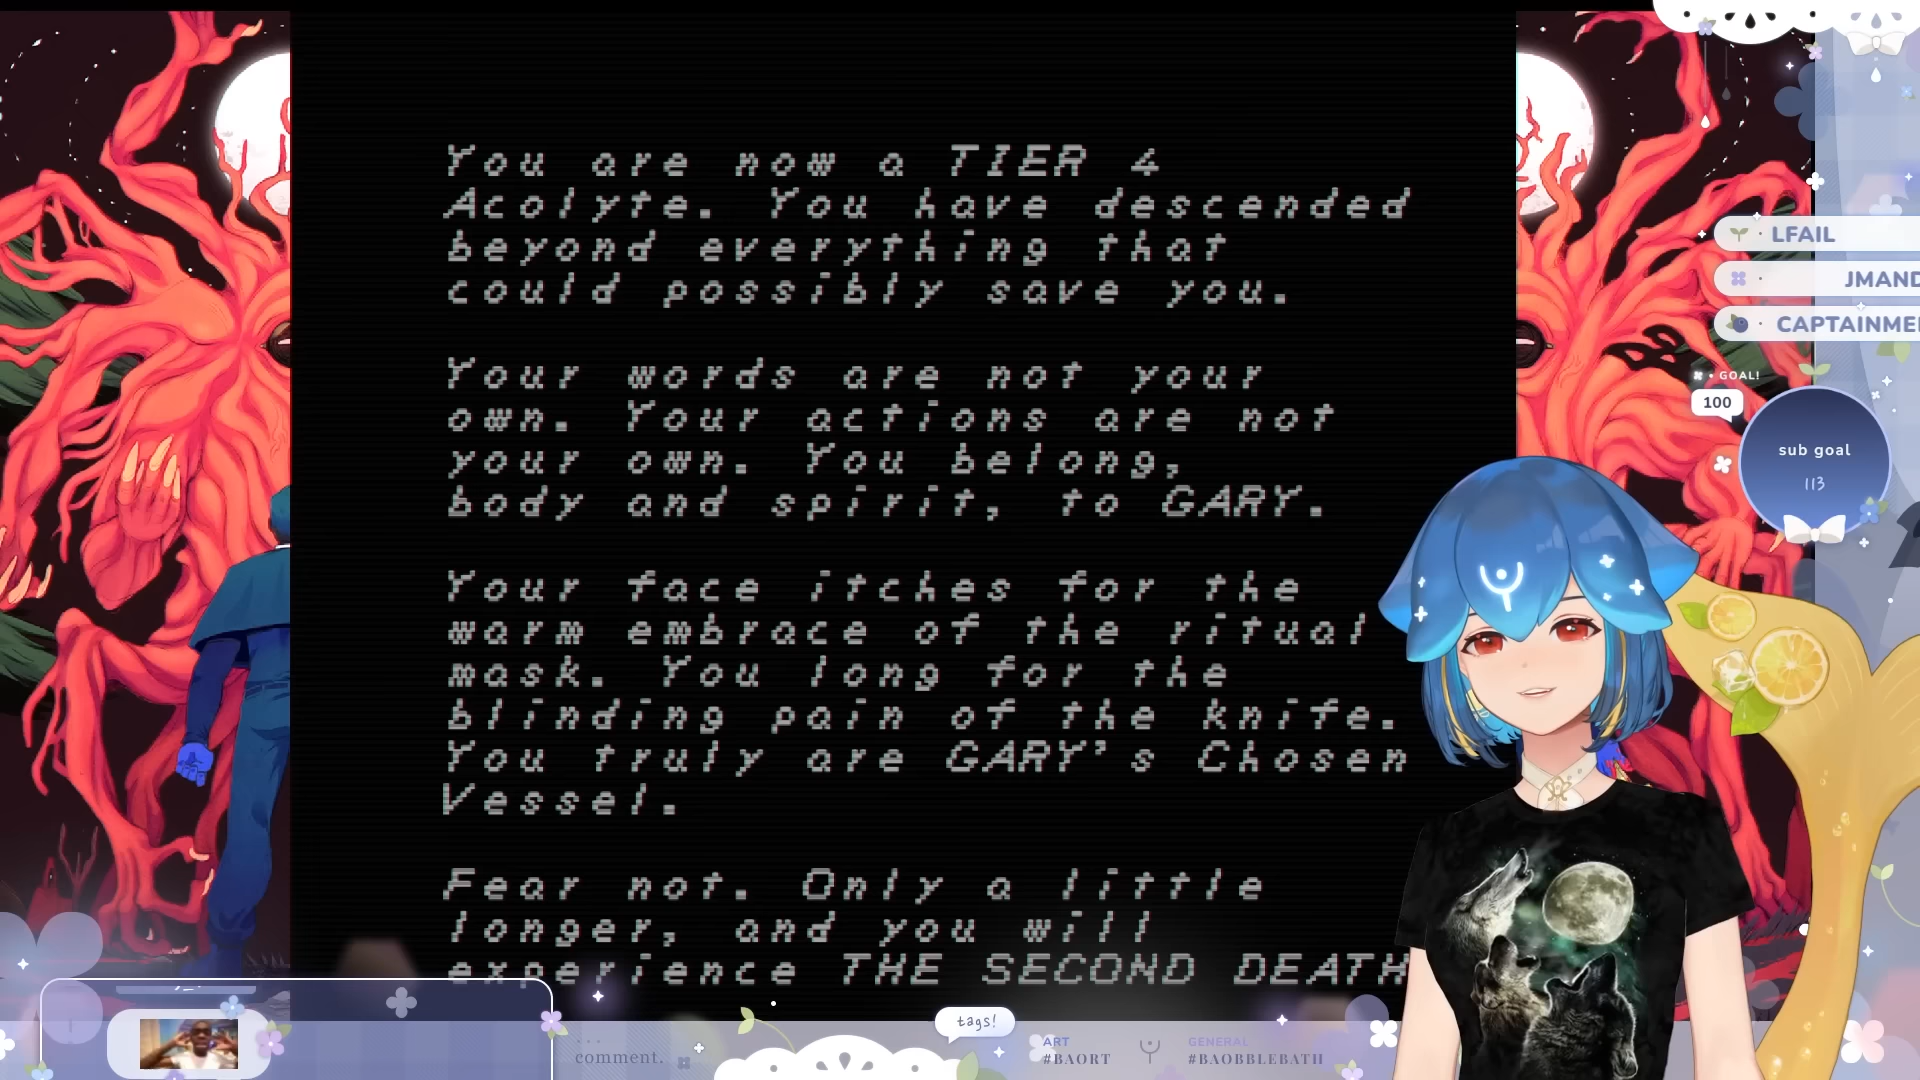 You are now a TIER 4
Acolyte. You have descended
beyond everything that
could possibly save you.
Your words are not your
own. Your actions are not
your own. You belong,
body and spirit, to GARY.
Your face itches for the
warm embrace of the ritual
mask. You long for the
blinding pain of the knife.
You truly are GARY's Chosen
Vessel.
Fear not. Only a little
longer, and you will
experience THE SECOND DEATH
LFAIL
JMAND
CAPTAINME
• GOAL!
100
sub goal
113
tags!
comment.
ART
#BAORT
GENERAL
#BAOBBLEBATH